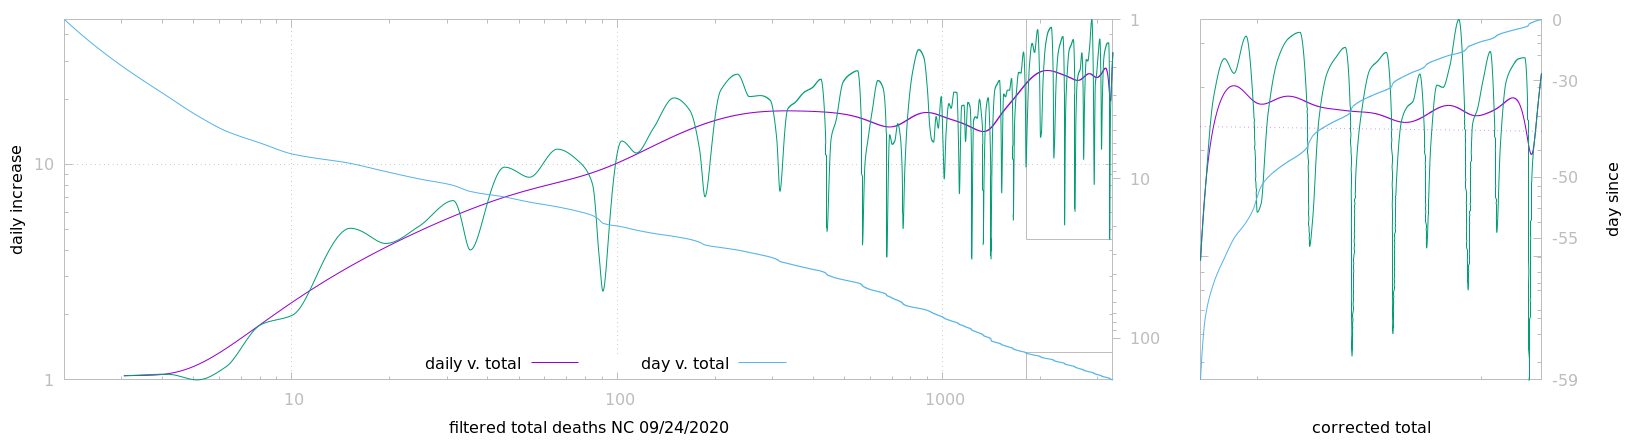 daily increase
10
1
daily v. total
day v. total
10
100
1000
filtered total deaths NC 09/24/2020
1
10
100
0
-30
-50
-55
-59
day since
corrected total